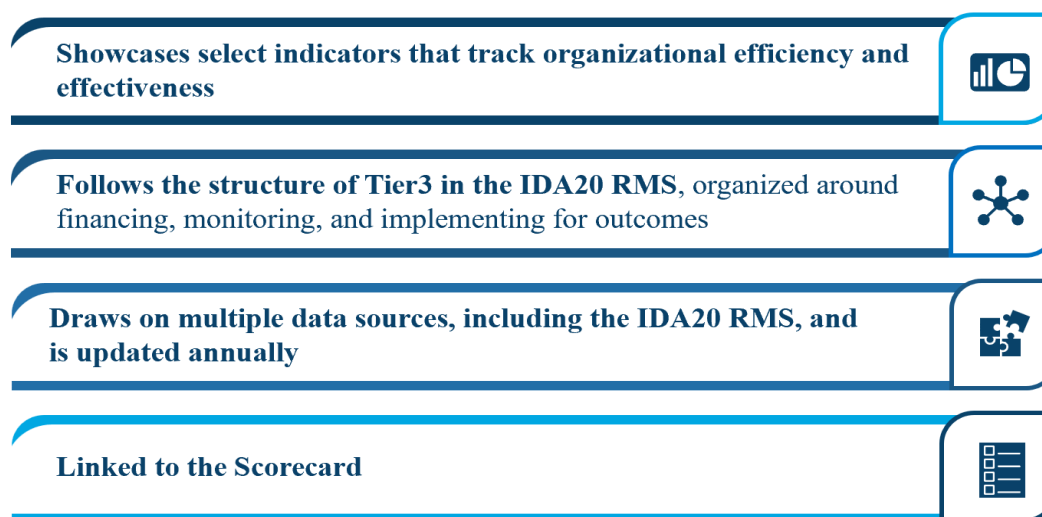 Showcases select indicators that track organizational efficiency and
effectiveness
Follows the structure of Tier3 in the IDA20 RMS, organized around
financing, monitoring, and implementing for outcomes
Draws on multiple data sources, including the IDA20 RMS, and
is updated annually
Linked to the Scorecard